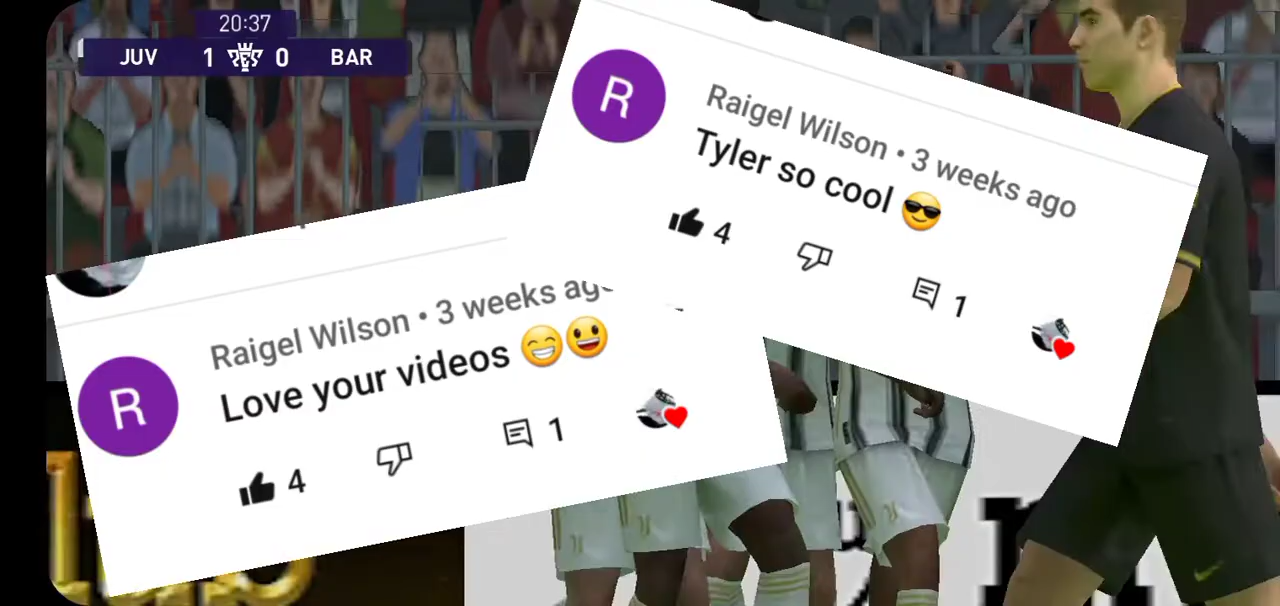 20:37
JUV 1 0 BAR
R
Raigel Wilson • 3 weeks ago
Tyler so cool 😎
4
1
R
Raigel Wilson • 3 weeks ago
Love your videos 😁😃
4
1